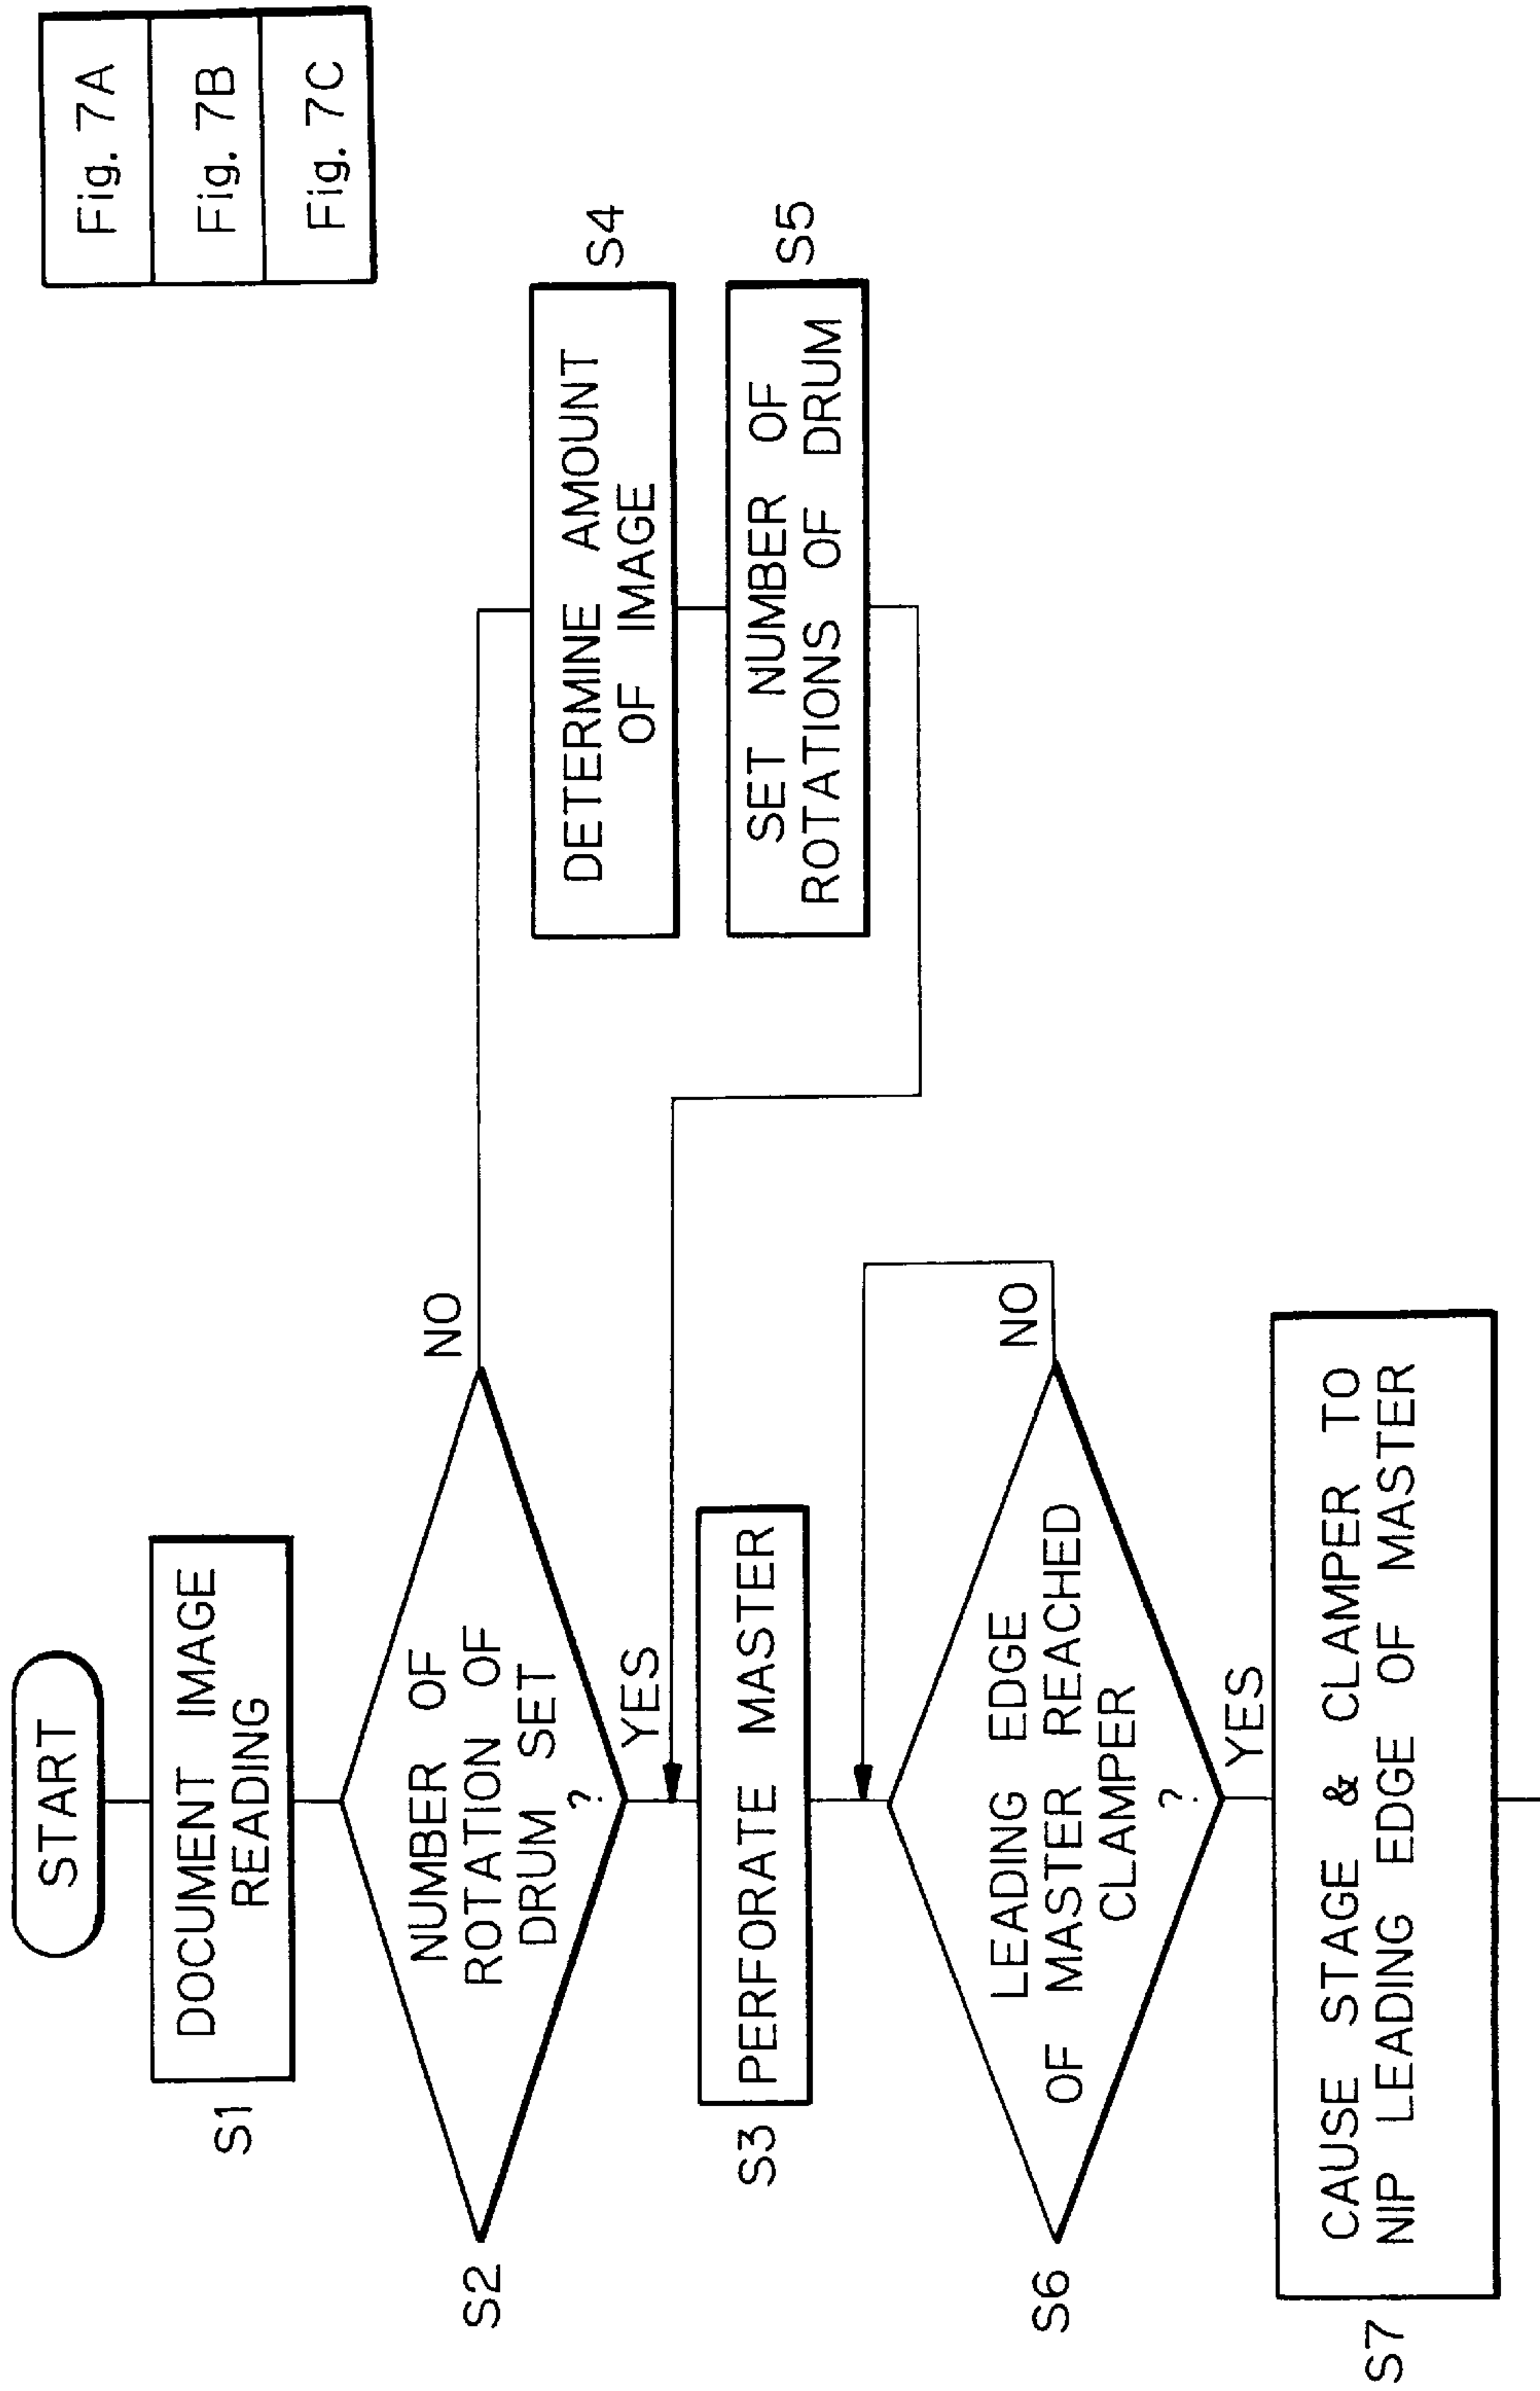 Fig. 7A
Fig. 7B
Fig. 7C
START
S1
DOCUMENT IMAGE
READING
S2
NUMBER OF
ROTATION OF
DRUM SET
?
NO
YES
S4
DETERMINE AMOUNT
OF IMAGE
S5
SET NUMBER OF
ROTATIONS OF DRUM
S3
PERFORATE MASTER
S6
LEADING EDGE
OF MASTER REACHED
CLAMPER
?
NO
YES
S7
CAUSE STAGE & CLAMPER TO
NIP LEADING EDGE OF MASTER